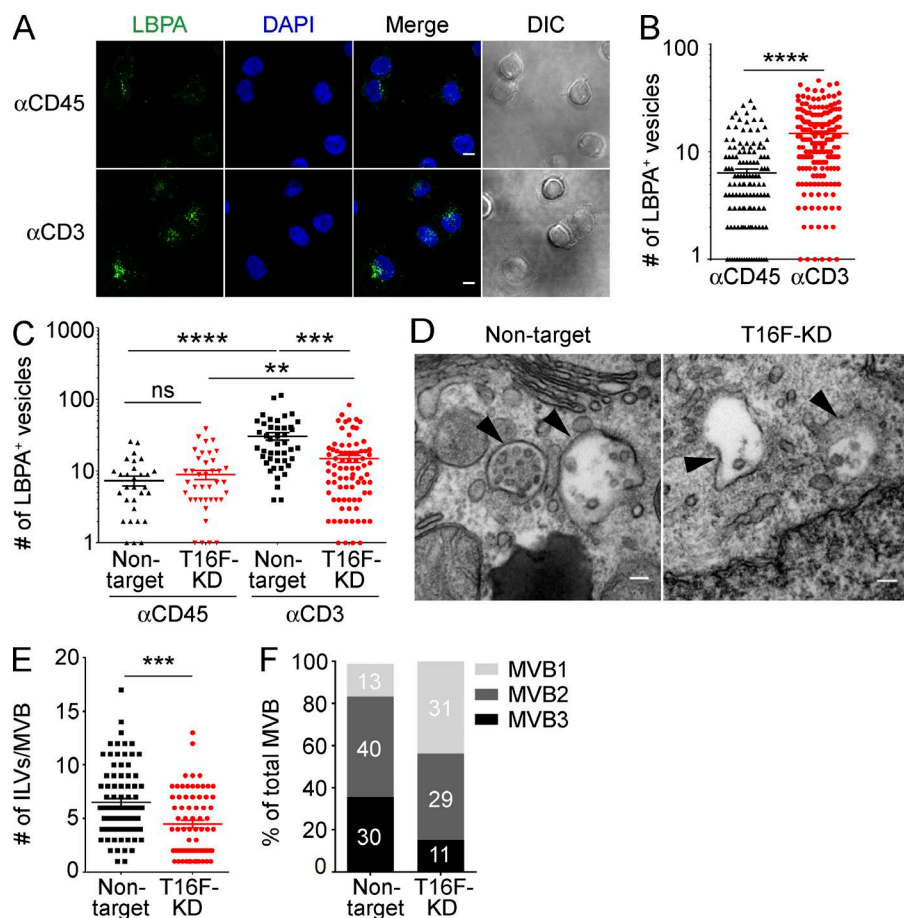 A
LBPA
DAPI
Merge
DIC
αCD45
αCD3
B
# of LBPA+ vesicles
100
10
1
αCD45
αCD3
****
C
# of LBPA+ vesicles
1000
100
10
1
****
***
**
ns
Non-target
T16F-KD
Non-target
T16F-KD
αCD45
αCD3
D
Non-target
T16F-KD
E
# of ILVs/MVB
20
15
10
5
0
***
Non-target
T16F-KD
F
% of total MVB
100
80
60
40
20
0
13
40
30
31
29
11
MVB1
MVB2
MVB3
Non-target
T16F-KD